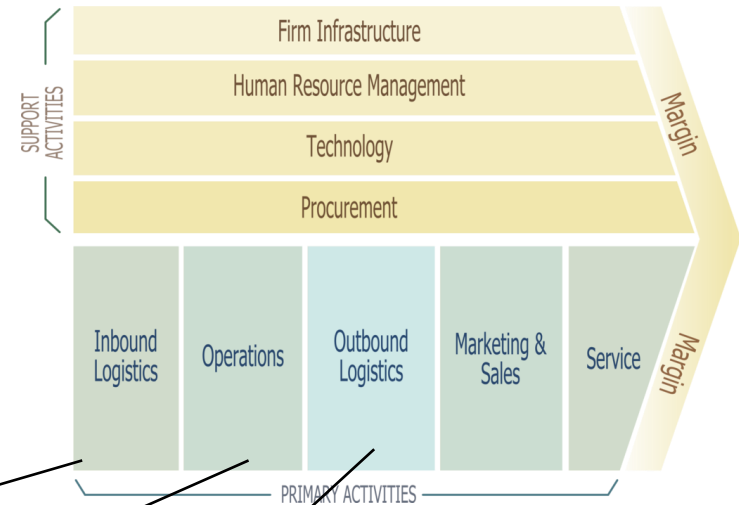 Firm Infrastructure
Human Resource Management
Technology
Procurement
SUPPORT
ACTIVITIES
Margin
Inbound
Logistics
Operations
Outbound
Logistics
Marketing &
Sales
Service
Margin
PRIMARY ACTIVITIES